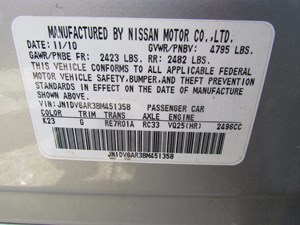 MANUFACTURED BY NISSAN MOTOR CO.,LTD.
DATE: 11/10 GVWR/PNBV: 4795 LBS.
GAWR/PNBE FR: 2423 LBS. RR: 2482 LBS.
THIS VEHICLE CONFORMS TO ALL APPLICABLE FEDERAL
MOTOR VEHICLE SAFETY, BUMPER, AND THEFT PREVENTION
STANDARDS IN EFFECT ON THE DATE OF MANUFACTURE
SHOWN ABOVE.
VIN: JN1DV6AR3BM451358 PASSENGER CAR
COLOR TRIM TRANS AXLE ENGINE
K23 G RE7R01A RC33 VQ25(HR) 2496CC
JN1DV6AR3BM451358